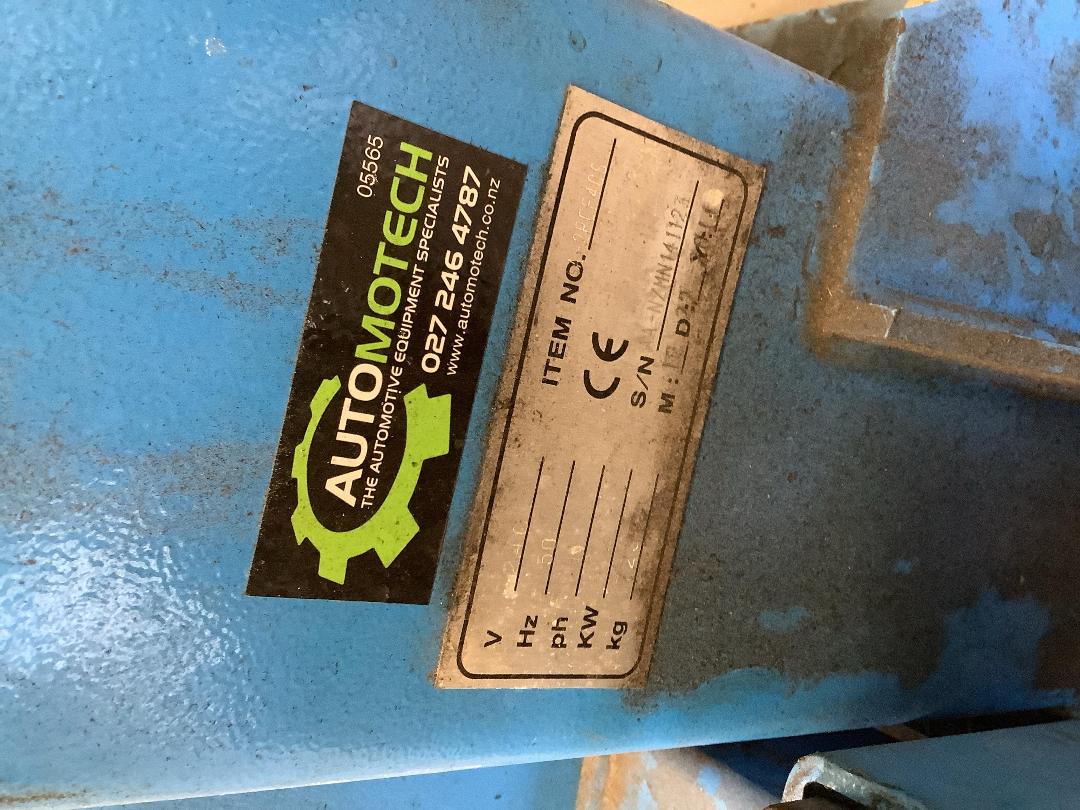 05565
AUTOMOTECH
THE AUTOMOTIVE EQUIPMENT SPECIALISTS
027 246 4787
www.automotech.co.nz
V
Hz 50
ph
KW
kg
ITEM NO.
CE
S/N
M: D